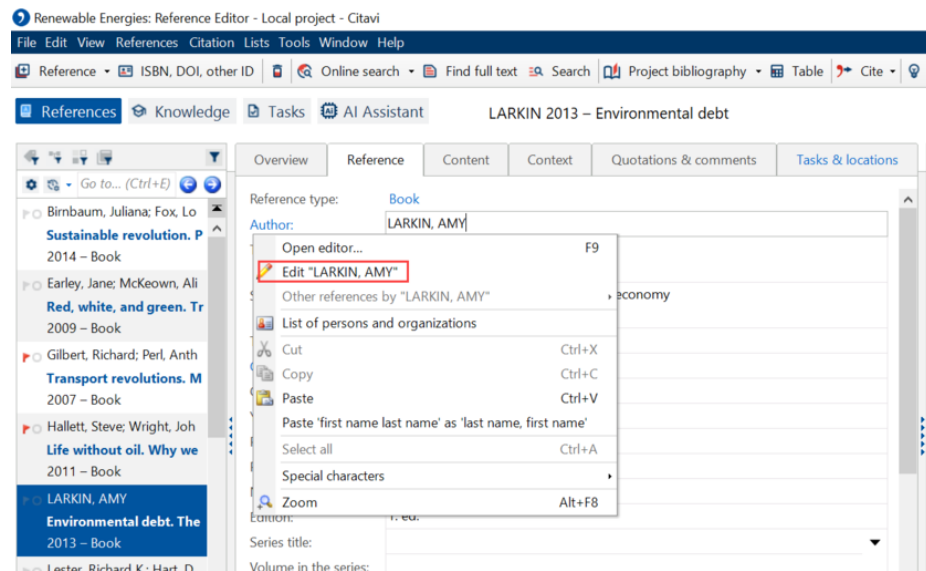 Renewable Energies: Reference Editor - Local project - Citavi
File Edit View References Citation Lists Tools Window Help
Reference ISBN, DOI, other ID Online search Find full text Search Project bibliography Table Cite
References Knowledge Tasks AI Assistant LARKIN 2013 – Environmental debt
Overview Reference Content Context Quotations & comments Tasks & locations
Go to... (Ctrl+E)
Birnbaum, Juliana; Fox, Lo
Sustainable revolution. P
2014 – Book
Earley, Jane; McKeown, Ali
Red, white, and green. Tr
2009 – Book
Gilbert, Richard; Perl, Anth
Transport revolutions. M
2007 – Book
Hallett, Steve; Wright, Joh
Life without oil. Why we
2011 – Book
LARKIN, AMY
Environmental debt. The
2013 – Book
Lester, Richard K.; Hart, D
Reference type: Book
Author: LARKIN, AMY
Open editor... F9
Edit "LARKIN, AMY"
Other references by "LARKIN, AMY"
economy
List of persons and organizations
Cut Ctrl+X
Copy Ctrl+C
Paste Ctrl+V
Paste 'first name last name' as 'last name, first name'
Select all Ctrl+A
Special characters
Zoom Alt+F8
Edition: 1. ed.
Series title:
Volume in the series: